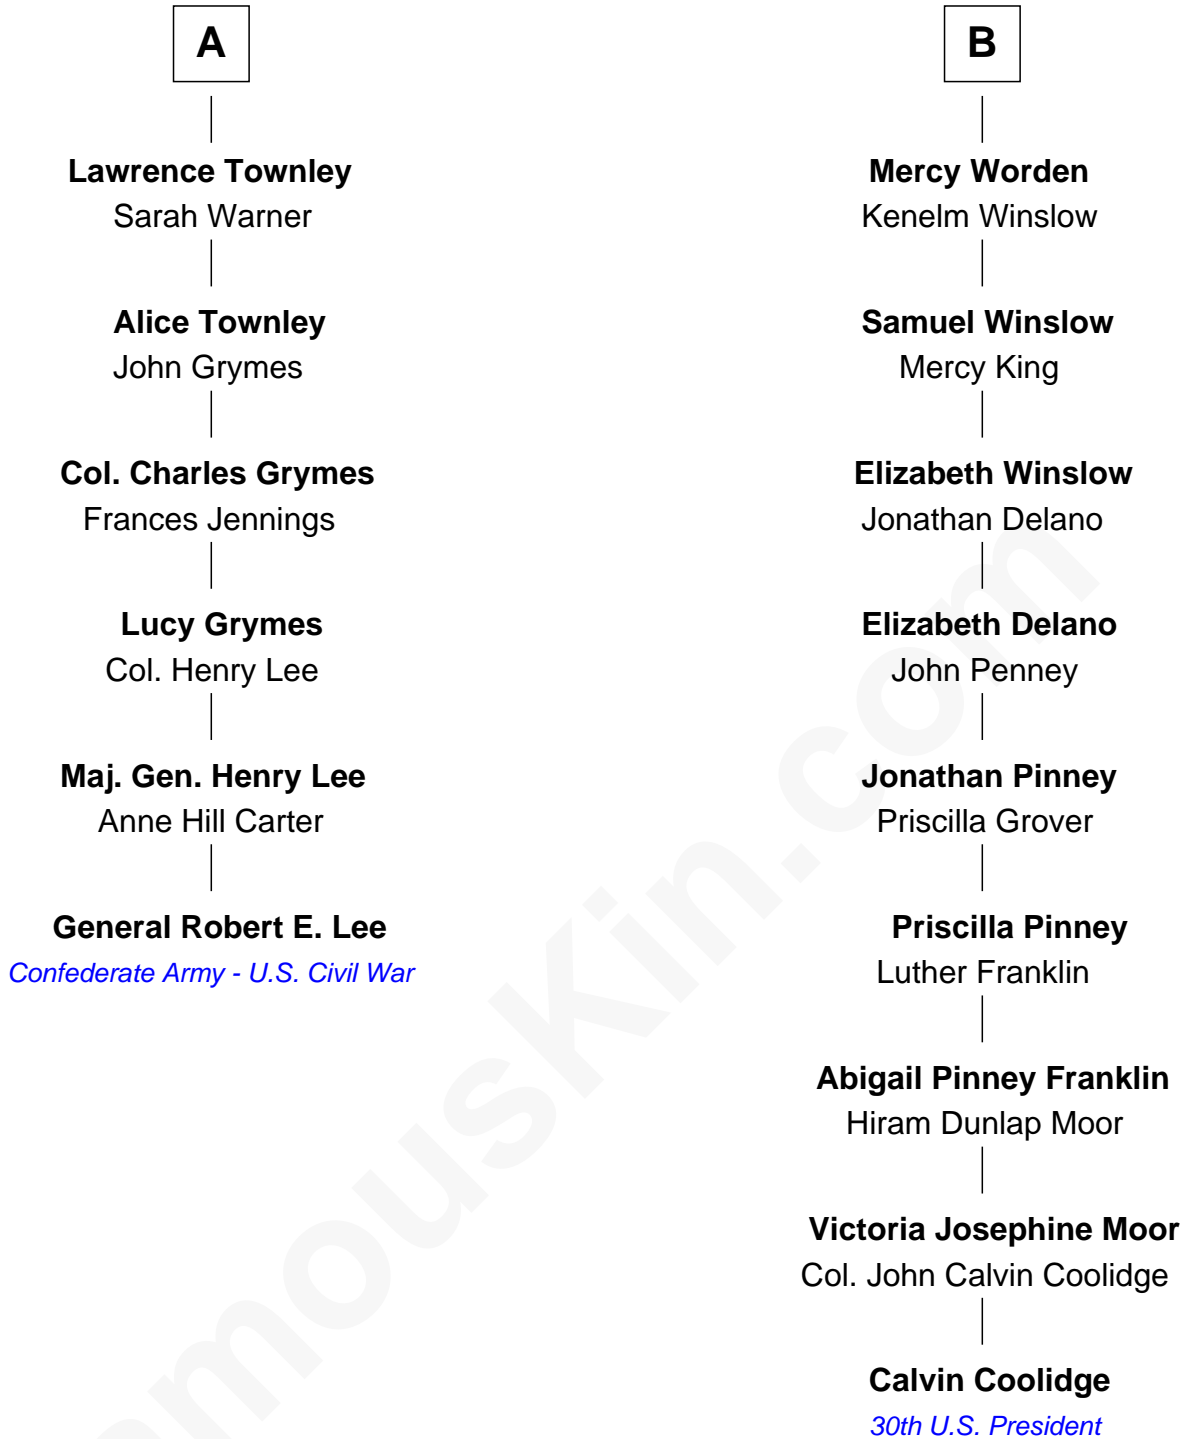 A
Lawrence Townley
Sarah Warner
Alice Townley
John Grymes
Col. Charles Grymes
Frances Jennings
Lucy Grymes
Col. Henry Lee
Maj. Gen. Henry Lee
Anne Hill Carter
General Robert E. Lee
Confederate Army - U.S. Civil War
B
Mercy Worden
Kenelm Winslow
Samuel Winslow
Mercy King
Elizabeth Winslow
Jonathan Delano
Elizabeth Delano
John Penney
Jonathan Pinney
Priscilla Grover
Priscilla Pinney
Luther Franklin
Abigail Pinney Franklin
Hiram Dunlap Moor
Victoria Josephine Moor
Col. John Calvin Coolidge
Calvin Coolidge
30th U.S. President
amouskin.com